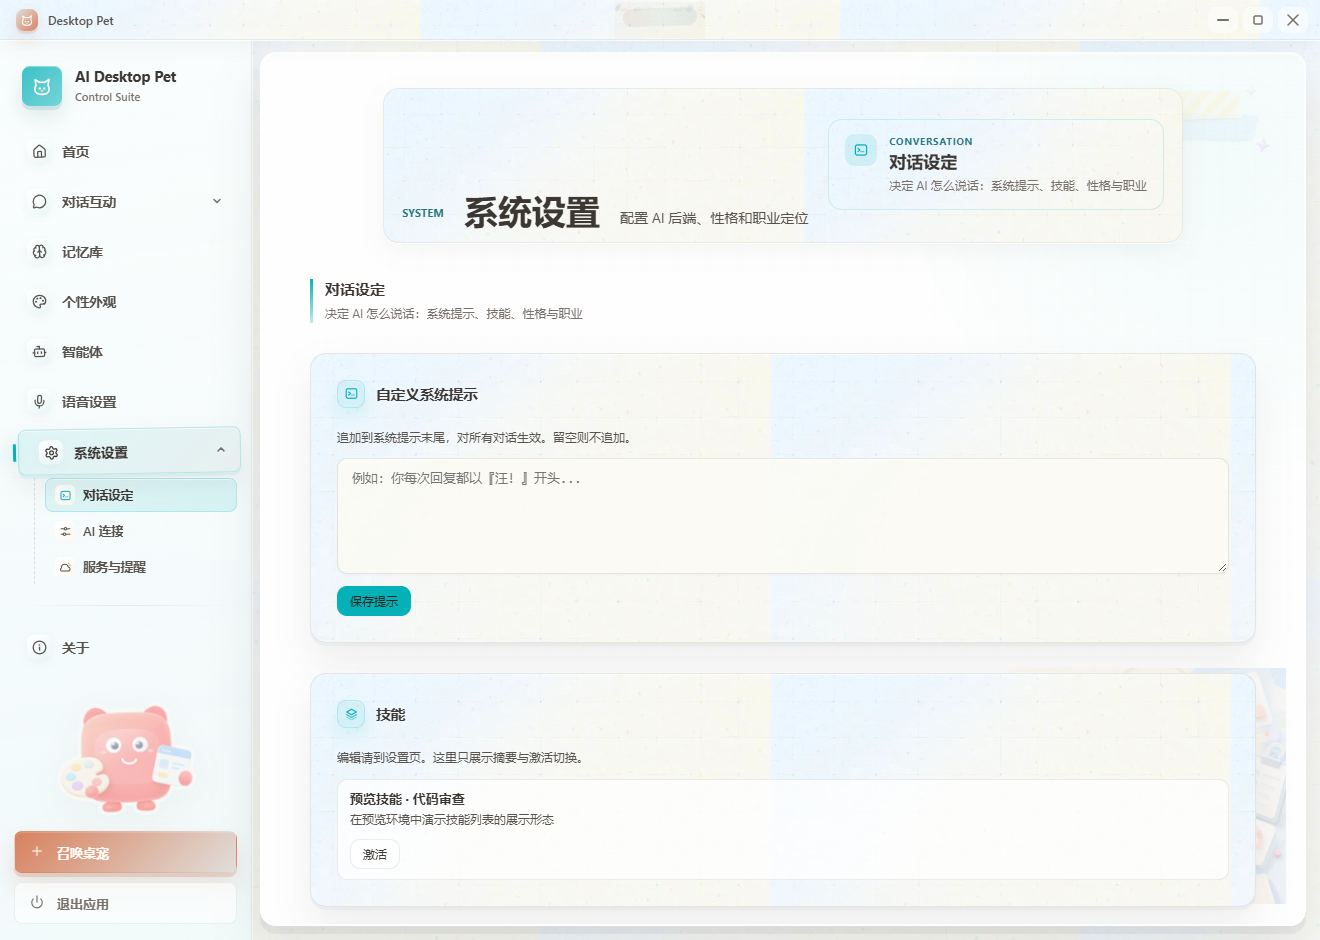 Desktop Pet
AI Desktop Pet
Control Suite
首页
对话互动
记忆库
个性外观
智能体
语音设置
系统设置
对话设定
AI 连接
服务与提醒
关于
召唤桌宠
退出应用
SYSTEM
系统设置
配置 AI 后端、性格和职业定位
CONVERSATION
对话设定
决定 AI 怎么说话：系统提示、技能、性格与职业
对话设定
决定 AI 怎么说话：系统提示、技能、性格与职业
自定义系统提示
追加到系统提示末尾，对所有对话生效。留空则不追加。
例如：你每次回复都以『汪！』开头...
保存提示
技能
编辑请到设置页。这里只展示摘要与激活切换。
预览技能 · 代码审查
在预览环境中演示技能列表的展示形态
激活